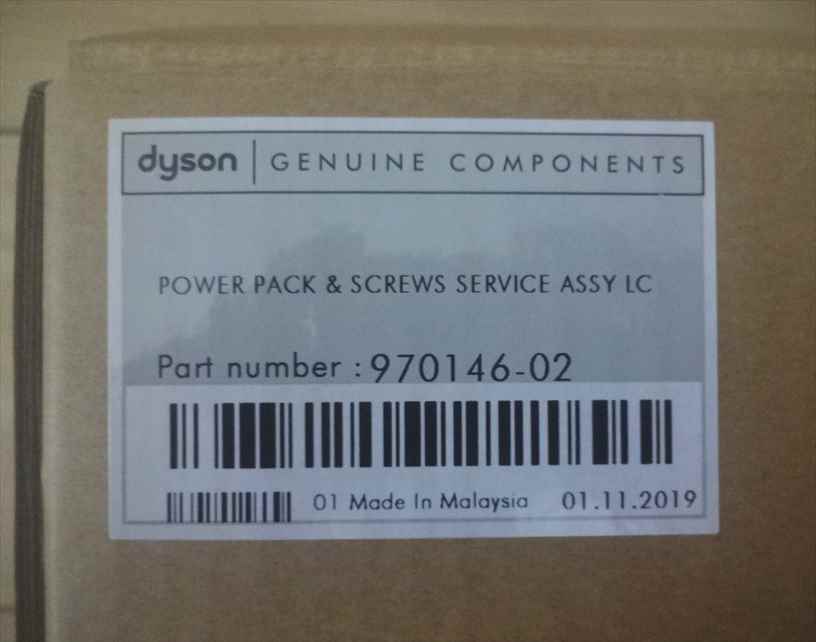 dyson | GENUINE COMPONENTS
POWER PACK & SCREWS SERVICE ASSY LC
Part number : 970146-02
01 Made In Malaysia 01.11.2019